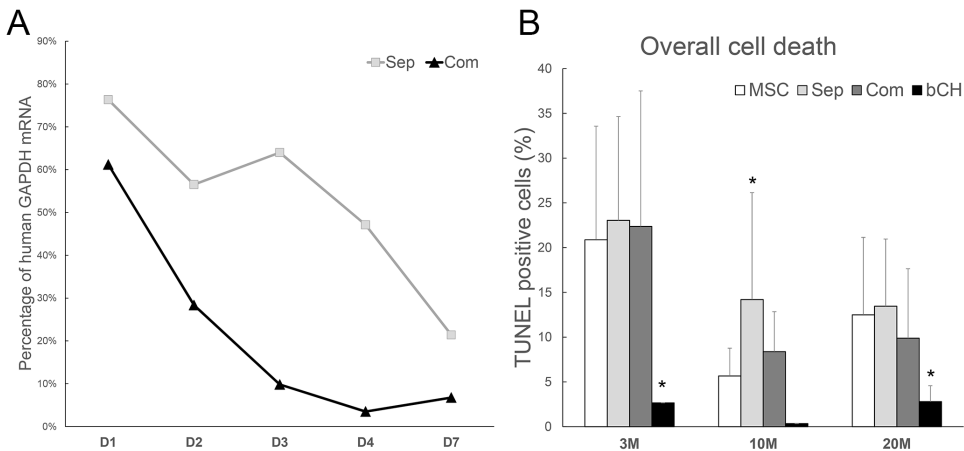 A
Percentage of human GAPDH mRNA
90%
80%
70%
60%
50%
40%
30%
20%
10%
0%
Sep Com
D1 D2 D3 D4 D7
B
Overall cell death
TUNEL positive cells (%)
40
35
30
25
20
15
10
5
0
MSC Sep Com bCH
*
*
*
3M 10M 20M